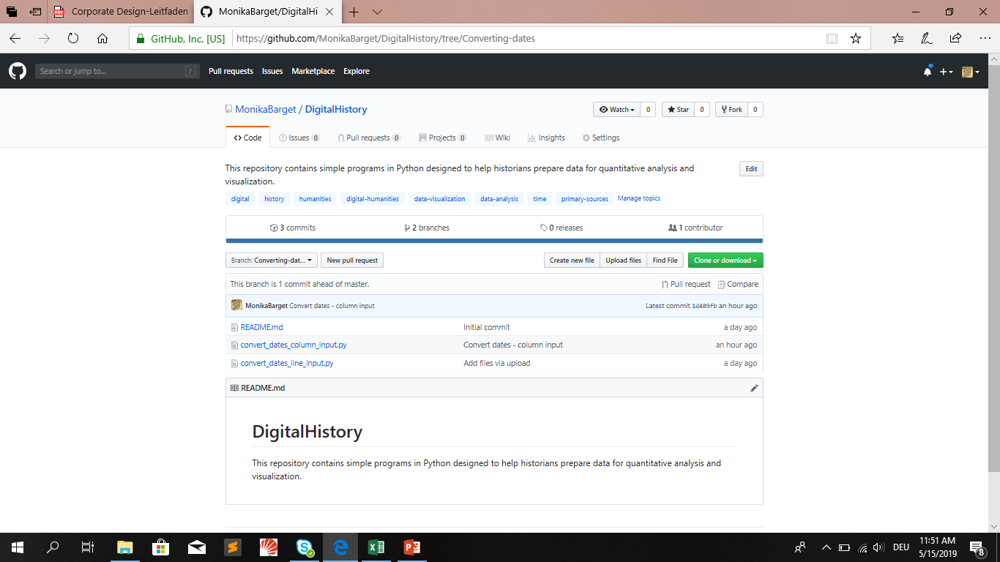 Corporate Design-Leitfaden
MonikaBarget/DigitalHi
GitHub, Inc. [US] https://github.com/MonikaBarget/DigitalHistory/tree/Converting-dates
Search or jump to... / Pull requests Issues Marketplace Explore
MonikaBarget / DigitalHistory Watch 0 Star 0 Fork 0
Code Issues 0 Pull requests 0 Projects 0 Wiki Insights Settings
This repository contains simple programs in Python designed to help historians prepare data for quantitative analysis and Edit
visualization.
digital history humanities digital-humanities data-visualization data-analysis time primary-sources Manage topics
3 commits 2 branches 0 releases 1 contributor
Branch: Converting-dat... New pull request Create new file Upload files Find File Clone or download
This branch is 1 commit ahead of master. Pull request Compare
MonikaBarget Convert dates - column input Latest commit 1d489fb an hour ago
README.md Initial commit a day ago
convert_dates_column_input.py Convert dates - column input an hour ago
convert_dates_line_input.py Add files via upload a day ago
README.md
DigitalHistory
This repository contains simple programs in Python designed to help historians prepare data for quantitative analysis and
visualization.
DEU 11:51 AM
5/15/2019 8